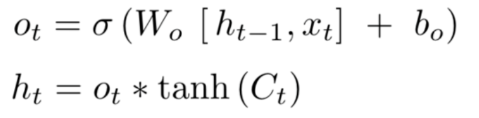 o_t = σ (W_o [h_{t−1}, x_t] + b_o)
h_t = o_t * tanh (C_t)